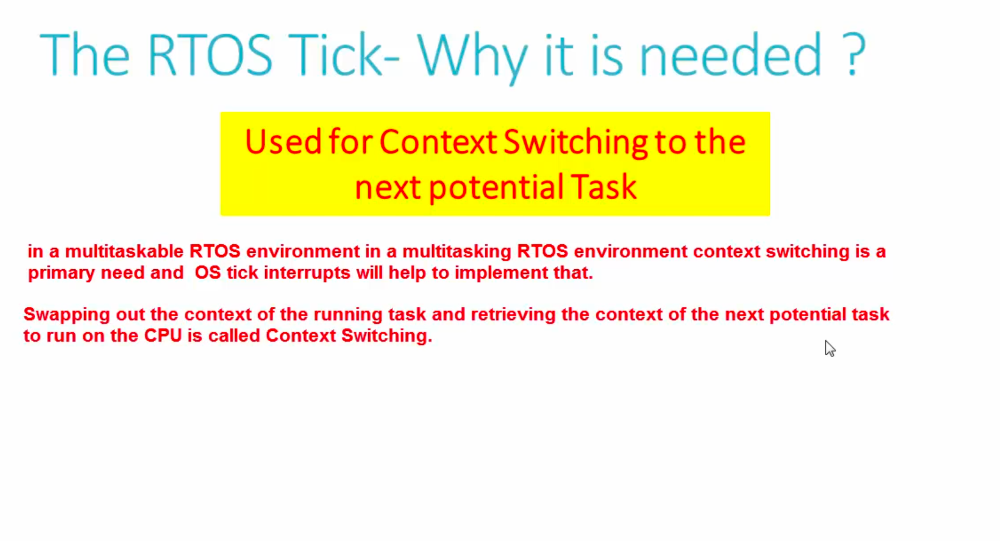 The RTOS Tick- Why it is needed ?
Used for Context Switching to the
next potential Task
in a multitaskable RTOS environment in a multitasking RTOS environment context switching is a
primary need and  OS tick interrupts will help to implement that.
Swapping out the context of the running task and retrieving the context of the next potential task
to run on the CPU is called Context Switching.